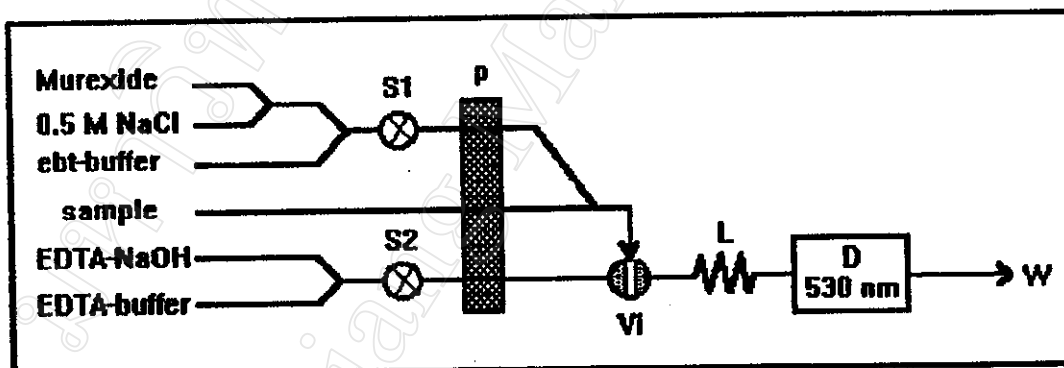 Murexide
0.5 M NaCl
ebt-buffer
sample
EDTA-NaOH
EDTA-buffer
S1
S2
p
Vi
L
D
530 nm
W